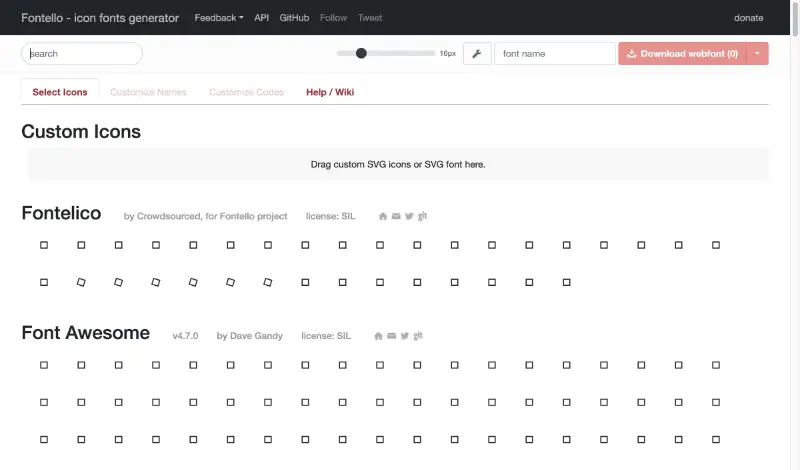 Fontello - icon fonts generator Feedback API GitHub Follow Tweet donate
search 16px font name Download webfont (0)
Select Icons Customize Names Customize Codes Help / Wiki
Custom Icons
Drag custom SVG icons or SVG font here.
Fontelico by Crowdsourced, for Fontello project license: SIL git
Font Awesome v4.7.0 by Dave Gandy license: SIL git